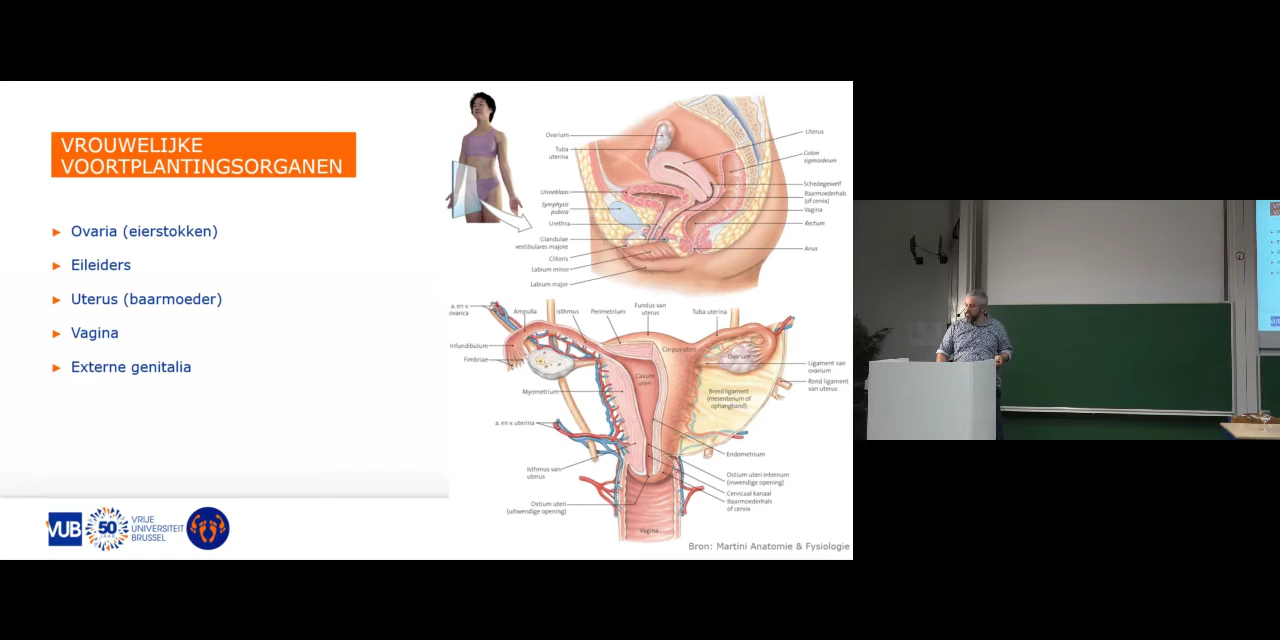 VROUWELIJKE
VOORTPLANTINGSORGANEN
Ovaria (eierstokken)
Eileiders
Uterus (baarmoeder)
Vagina
Externe genitalia
VUB
50
JAAR
VRIJE
UNIVERSITEIT
BRUSSEL
Ovarium
Tuba
uterina
Urineblaas
Symphysis
pubica
Urethra
Glandulae
vestibulares majore
Clitoris
Labium minor
Labium major
Uterus
Colon
sigmoideum
Schedegewelf
Baarmoederhals
(of cervix)
Vagina
Rectum
Anus
a. en v.
ovarica
Ampulla
Isthmus
Perimetrium
Fundus van
uterus
Tuba uterina
Infundibulum
Fimbriae
Corpus uteri
Ovarium
Ligament van
ovarium
Rond ligament
van uterus
Cavum
uteri
Myometrium
Breed ligament
(mesenterium of
ophangband)
a. en v. uterina
Endometrium
Isthmus van
uterus
Ostium uteri internum
(inwendige opening)
Cervicaal kanaal
Baarmoederhals
of cervix
Ostium uteri
(uitwendige opening)
Vagina
Bron: Martini Anatomie & Fysiologie